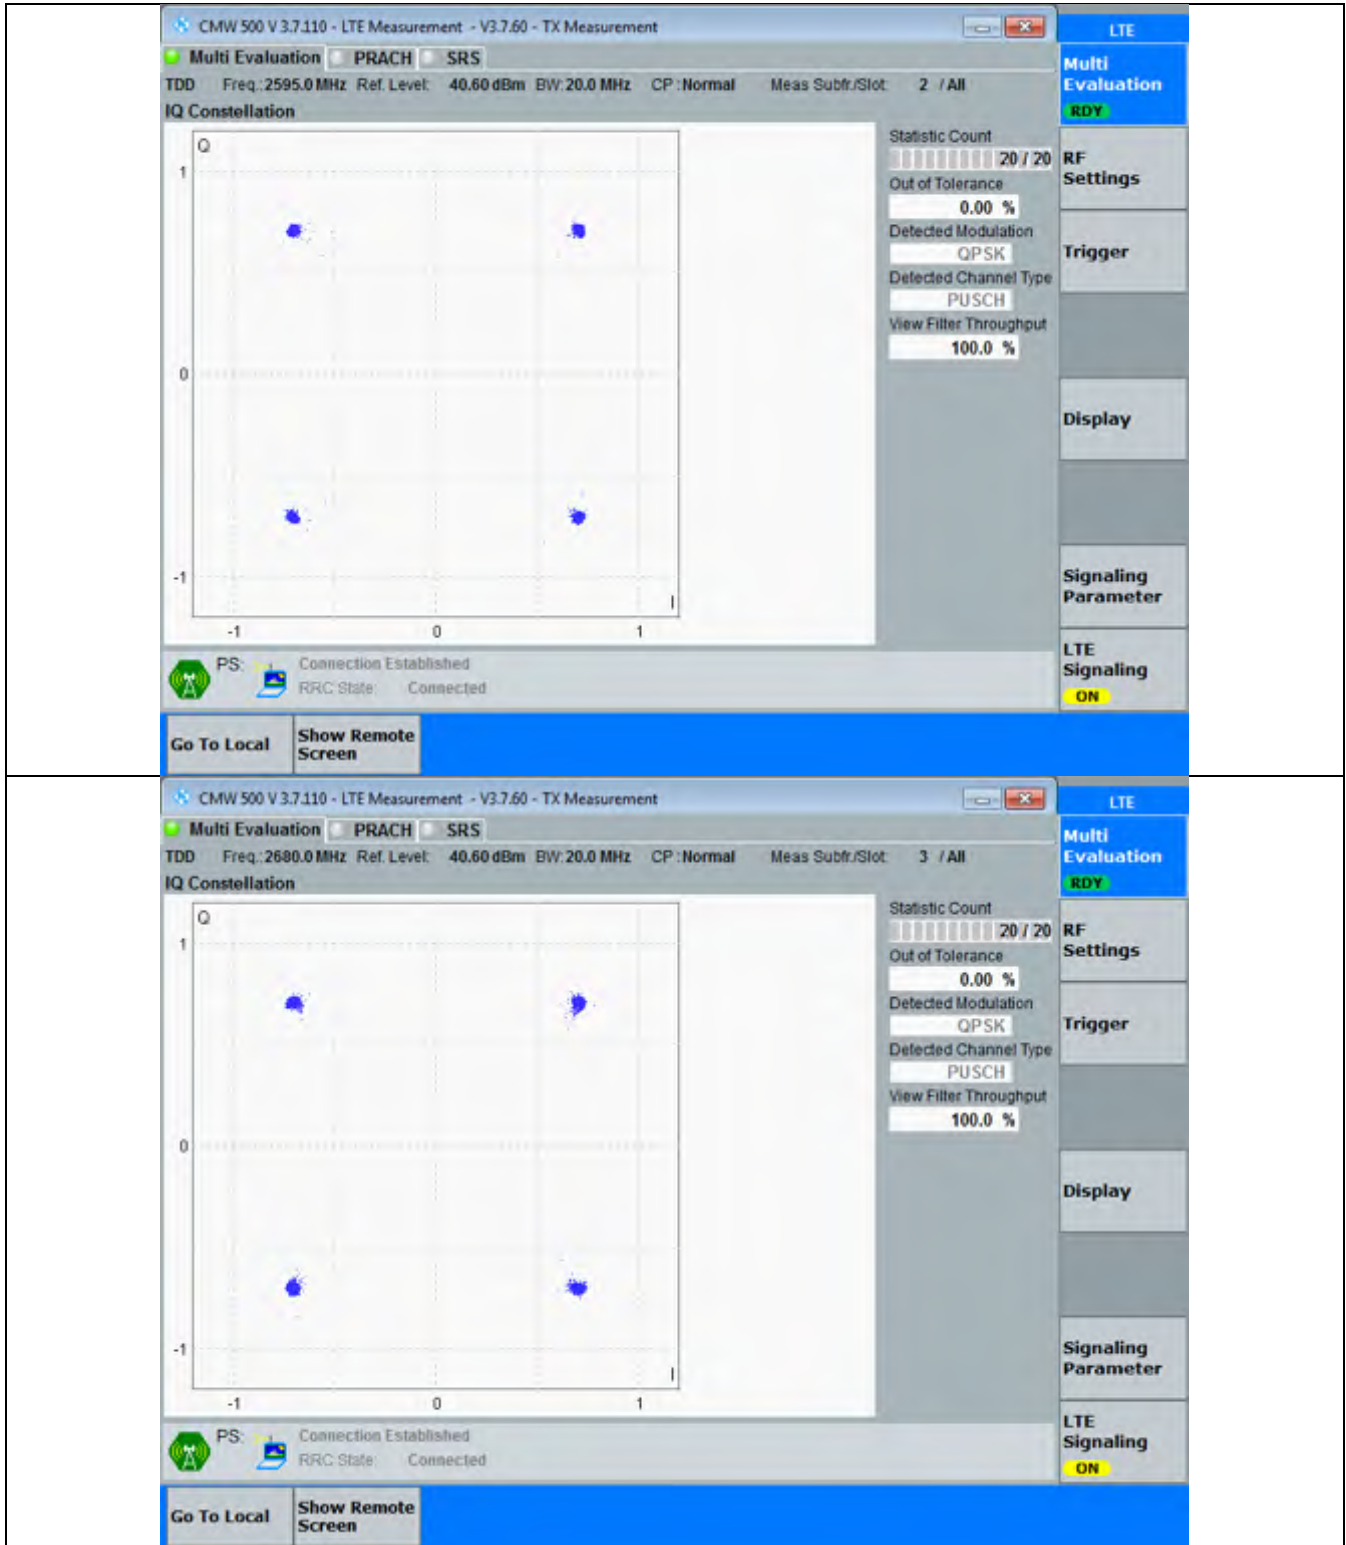 CMW 500 V 3.7.110 - LTE Measurement - V3.7.60 - TX Measurement
LTE
Multi Evaluation PRACH SRS
Multi
Evaluation
RDY
TDD Freq.:2595.0 MHz Ref. Level: 40.60 dBm BW:20.0 MHz CP :Normal Meas Subfr./Slot: 2 / All
IQ Constellation
Q
1
0
-1
-1 0 1
I
Statistic Count
20 / 20
Out of Tolerance
0.00 %
Detected Modulation
QPSK
Detected Channel Type
PUSCH
View Filter Throughput
100.0 %
RF
Settings
Trigger
Display
Signaling
Parameter
LTE
Signaling
ON
PS: Connection Established
RRC State: Connected
Go To Local
Show Remote
Screen
CMW 500 V 3.7.110 - LTE Measurement - V3.7.60 - TX Measurement
LTE
Multi Evaluation PRACH SRS
Multi
Evaluation
RDY
TDD Freq.:2680.0 MHz Ref. Level: 40.60 dBm BW:20.0 MHz CP :Normal Meas Subfr./Slot: 3 / All
IQ Constellation
Q
1
0
-1
-1 0 1
I
Statistic Count
20 / 20
Out of Tolerance
0.00 %
Detected Modulation
QPSK
Detected Channel Type
PUSCH
View Filter Throughput
100.0 %
RF
Settings
Trigger
Display
Signaling
Parameter
LTE
Signaling
ON
PS: Connection Established
RRC State: Connected
Go To Local
Show Remote
Screen